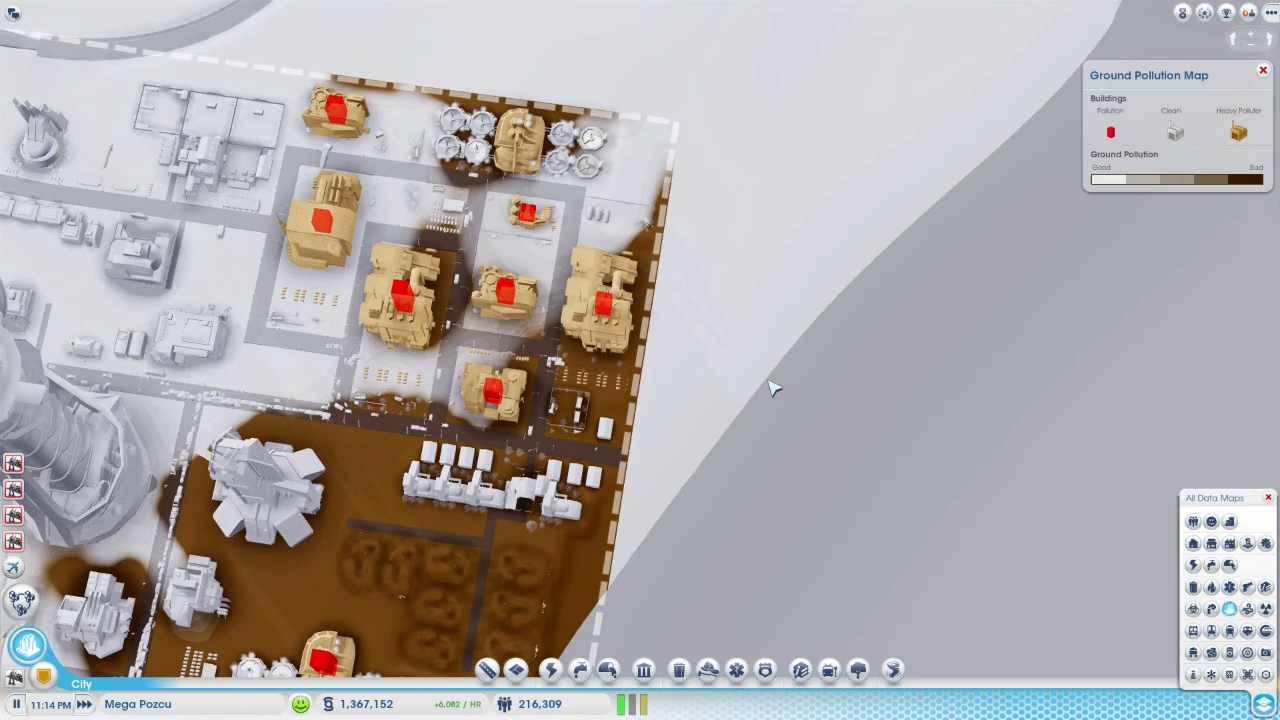 Ground Pollution Map
Buildings
Pollution Clean Heavy Polluter
Ground Pollution
Good Bad
All Data Maps
City
11:14 PM Mega Pozcu 1,367,152 +6,082 / HR 216,309